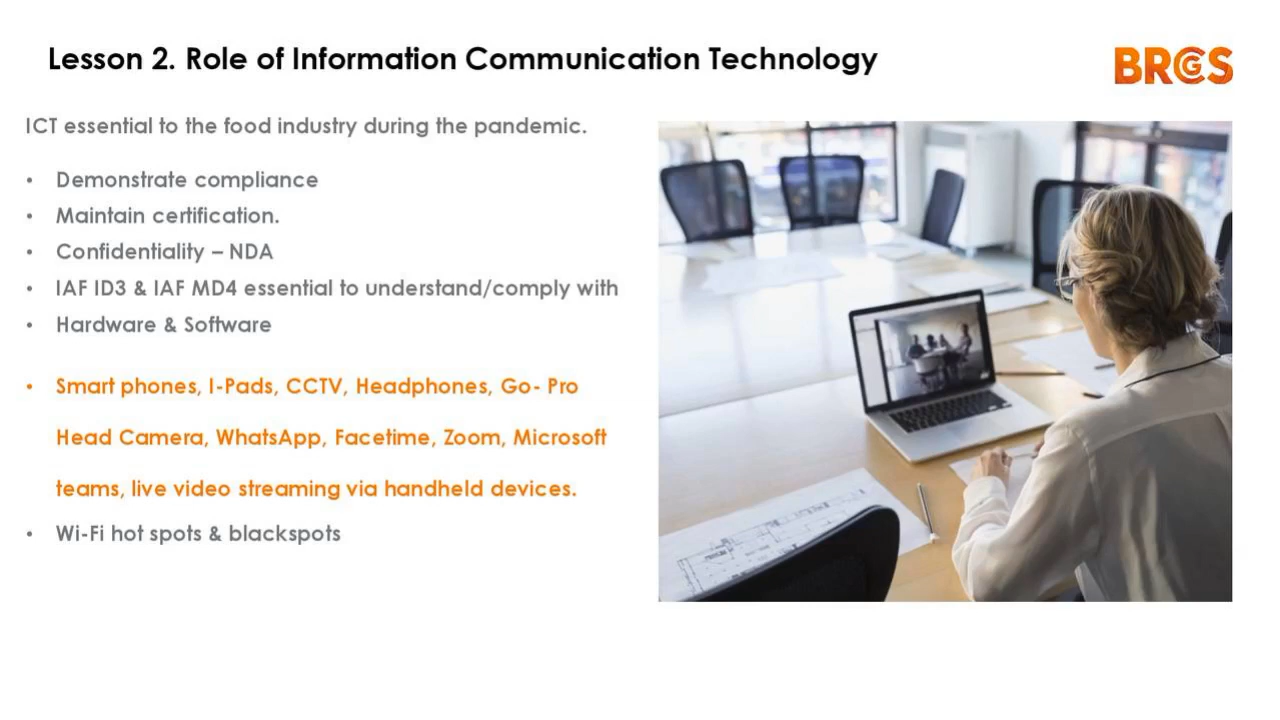 Lesson 2. Role of Information Communication Technology
BRCGS
ICT essential to the food industry during the pandemic.
• Demonstrate compliance
• Maintain certification.
• Confidentiality – NDA
• IAF ID3 & IAF MD4 essential to understand/comply with
• Hardware & Software
• Smart phones, I-Pads, CCTV, Headphones, Go- Pro
Head Camera, WhatsApp, Facetime, Zoom, Microsoft
teams, live video streaming via handheld devices.
• Wi-Fi hot spots & blackspots